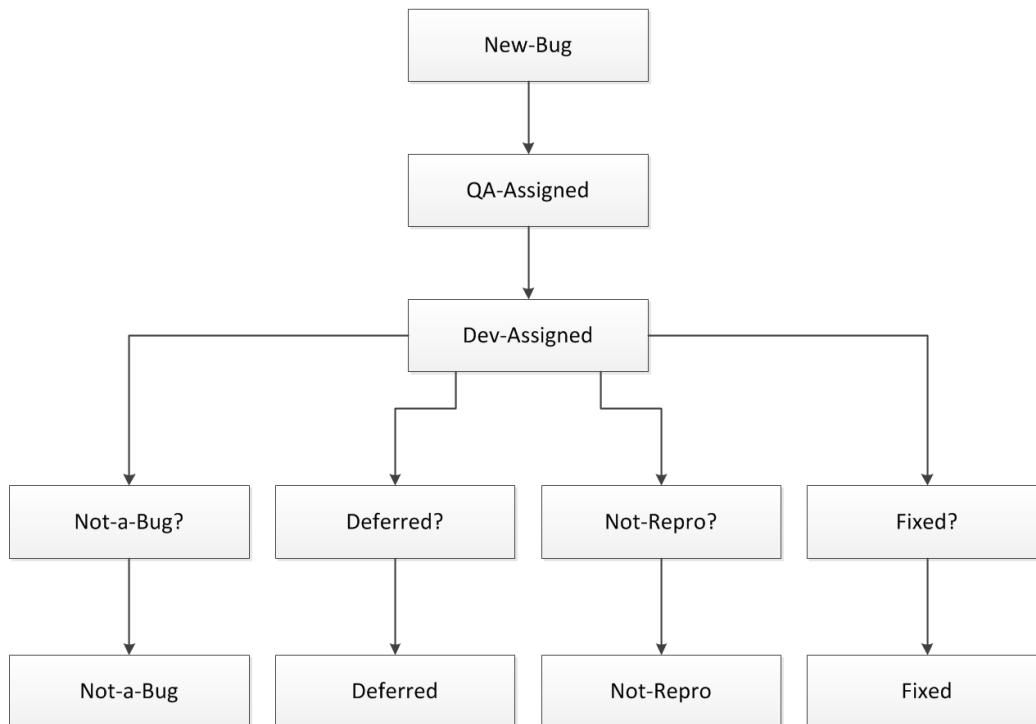 New-Bug
QA-Assigned
Dev-Assigned
Not-a-Bug?
Deferred?
Not-Repro?
Fixed?
Not-a-Bug
Deferred
Not-Repro
Fixed